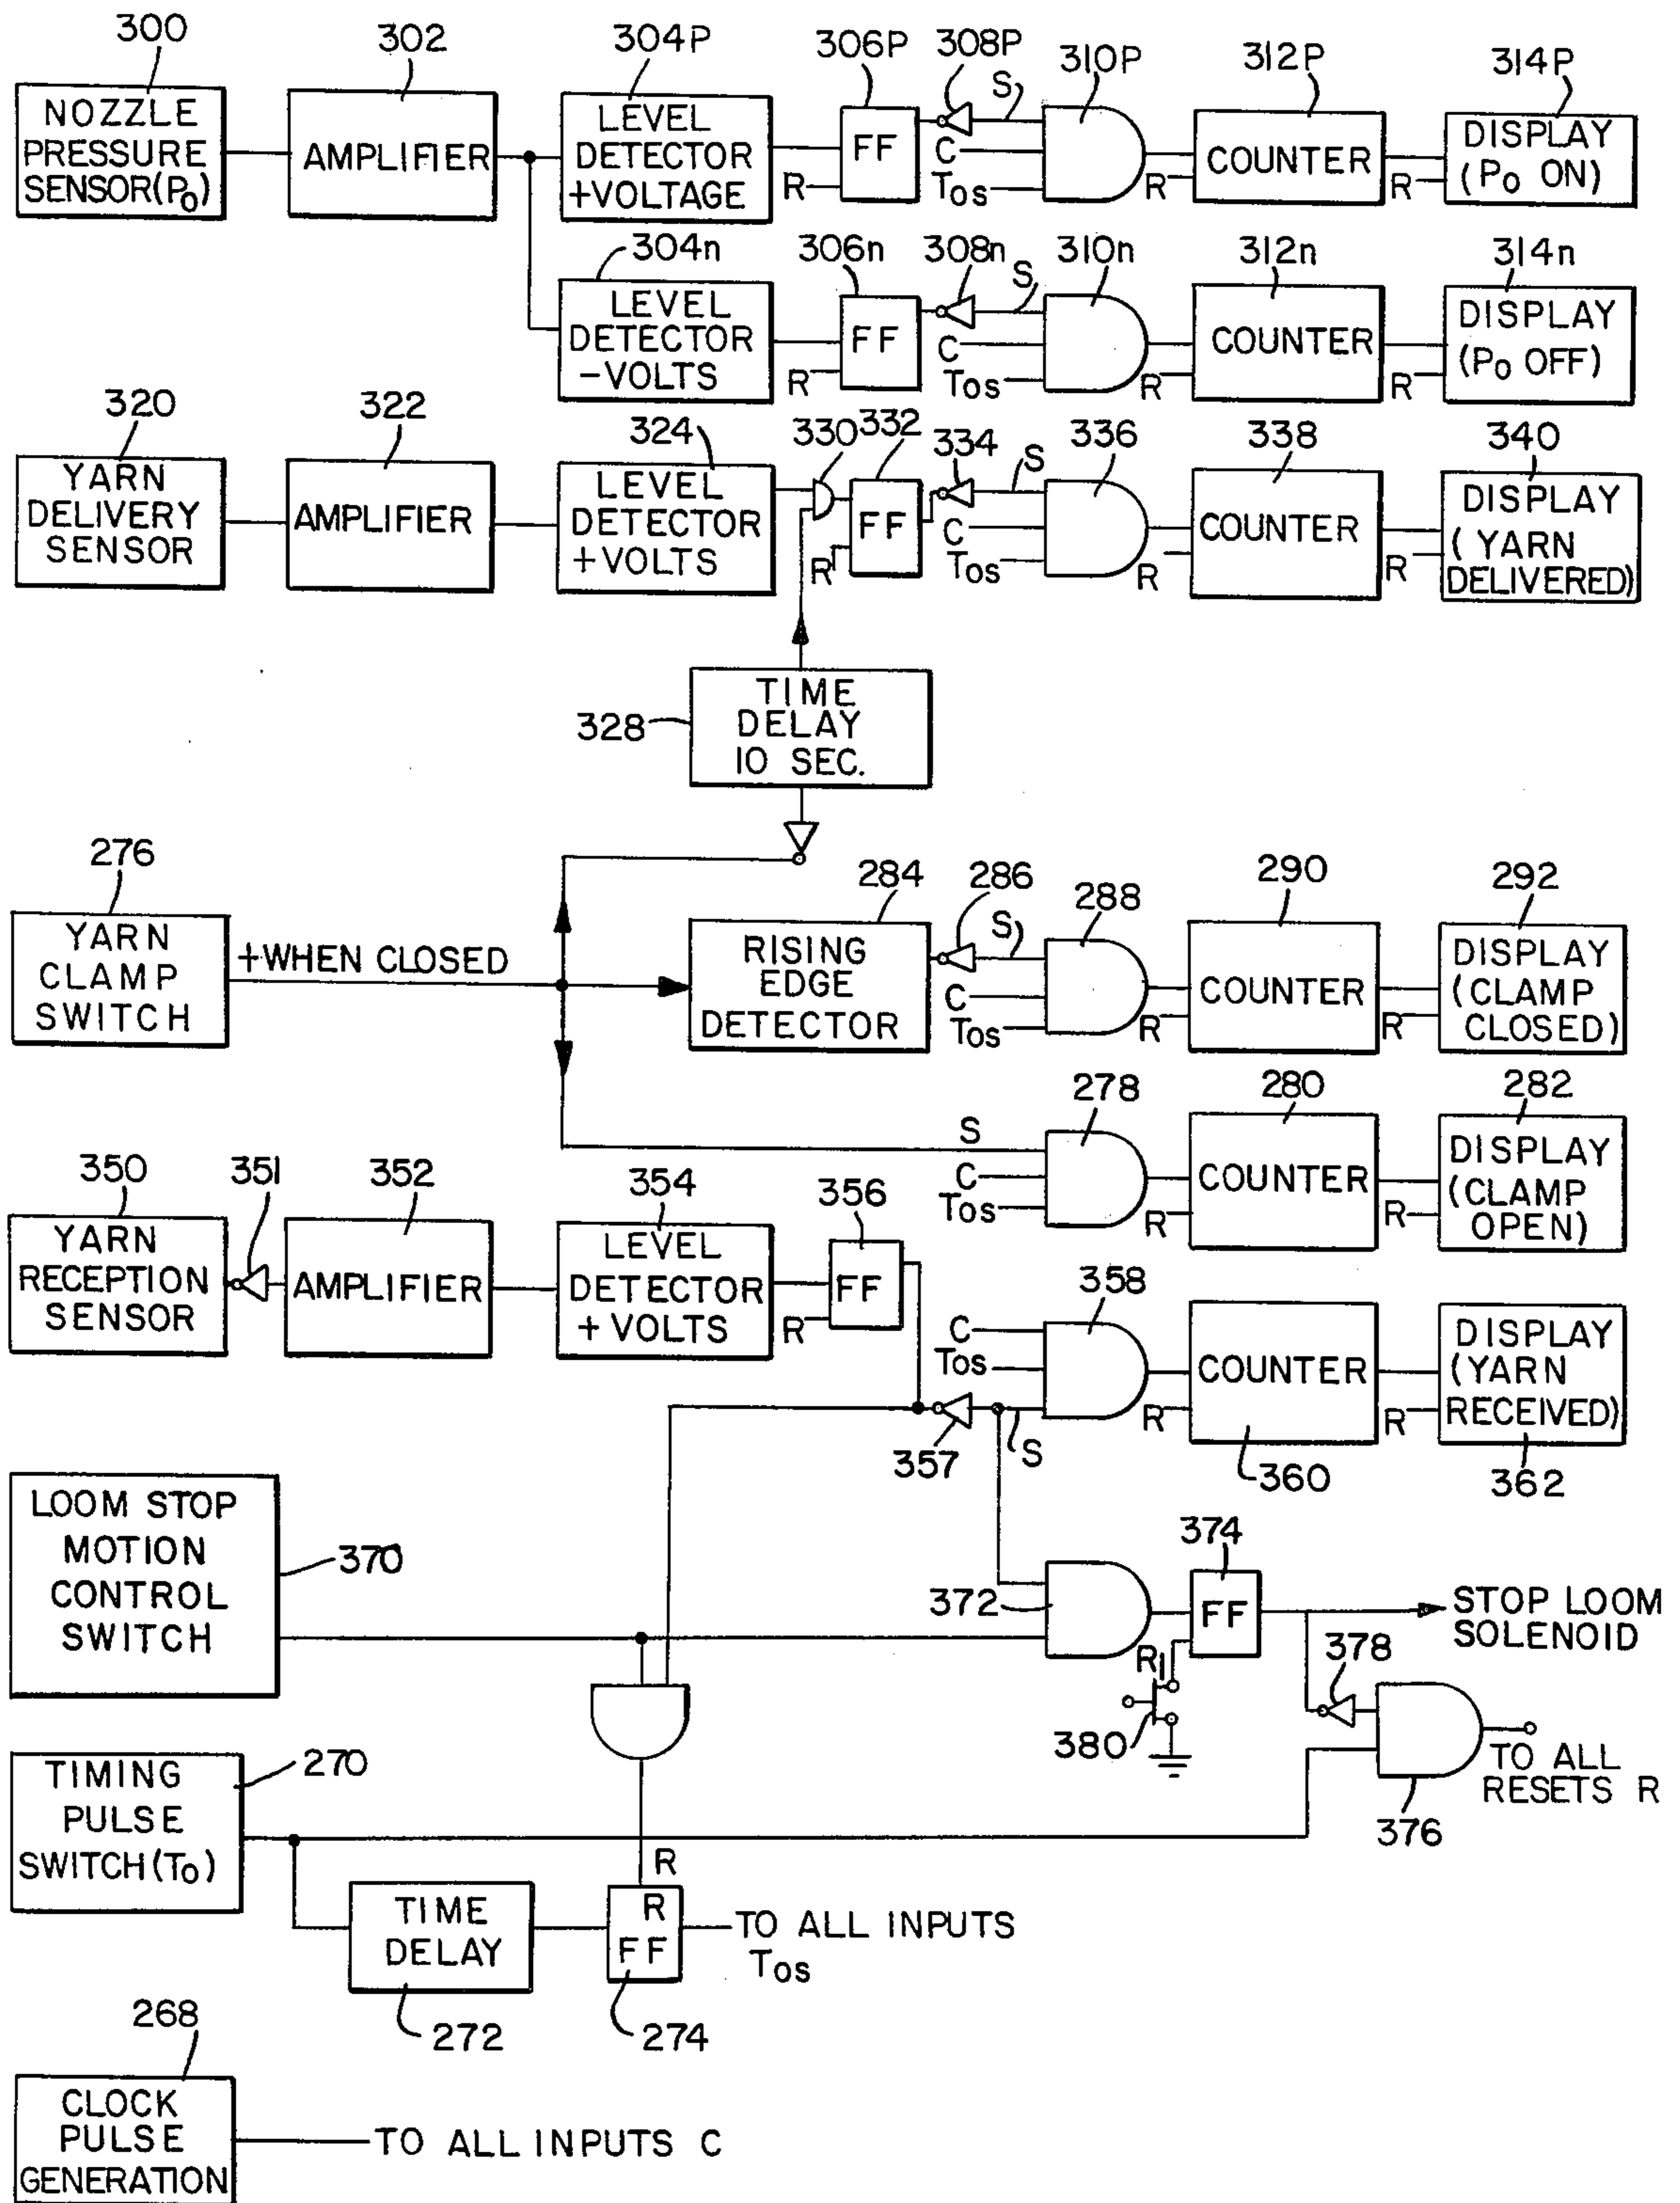 300
302
304P
306P
308P
310P
312P
314P
NOZZLE
PRESSURE
SENSOR(Po)
AMPLIFIER
LEVEL
DETECTOR
+VOLTAGE
R
FF
S
C
Tos
R
COUNTER
R
DISPLAY
(Po ON)
304n
306n
308n
310n
312n
314n
LEVEL
DETECTOR
-VOLTS
R
FF
S
C
Tos
R
COUNTER
R
DISPLAY
(Po OFF)
320
322
324
330
332
334
336
338
340
YARN
DELIVERY
SENSOR
AMPLIFIER
LEVEL
DETECTOR
+VOLTS
R
FF
S
C
Tos
R
COUNTER
R
DISPLAY
(YARN
DELIVERED)
328
TIME
DELAY
10 SEC.
276
284
286
288
290
292
YARN
CLAMP
SWITCH
+WHEN CLOSED
RISING
EDGE
DETECTOR
S
C
Tos
R
COUNTER
R
DISPLAY
(CLAMP
CLOSED)
278
280
282
S
C
Tos
R
COUNTER
R
DISPLAY
(CLAMP
OPEN)
350
351
352
354
356
358
YARN
RECEPTION
SENSOR
AMPLIFIER
LEVEL
DETECTOR
+ VOLTS
R
FF
C
Tos
357
S
R
COUNTER
360
R
DISPLAY
(YARN
RECEIVED)
362
LOOM STOP
MOTION
CONTROL
SWITCH
370
372
374
FF
R1
380
STOP LOOM
SOLENOID
378
376
TO ALL
RESETS R
TIMING
PULSE
SWITCH(To)
270
TIME
DELAY
272
R
R
FF
274
TO ALL INPUTS
Tos
268
CLOCK
PULSE
GENERATION
TO ALL INPUTS C